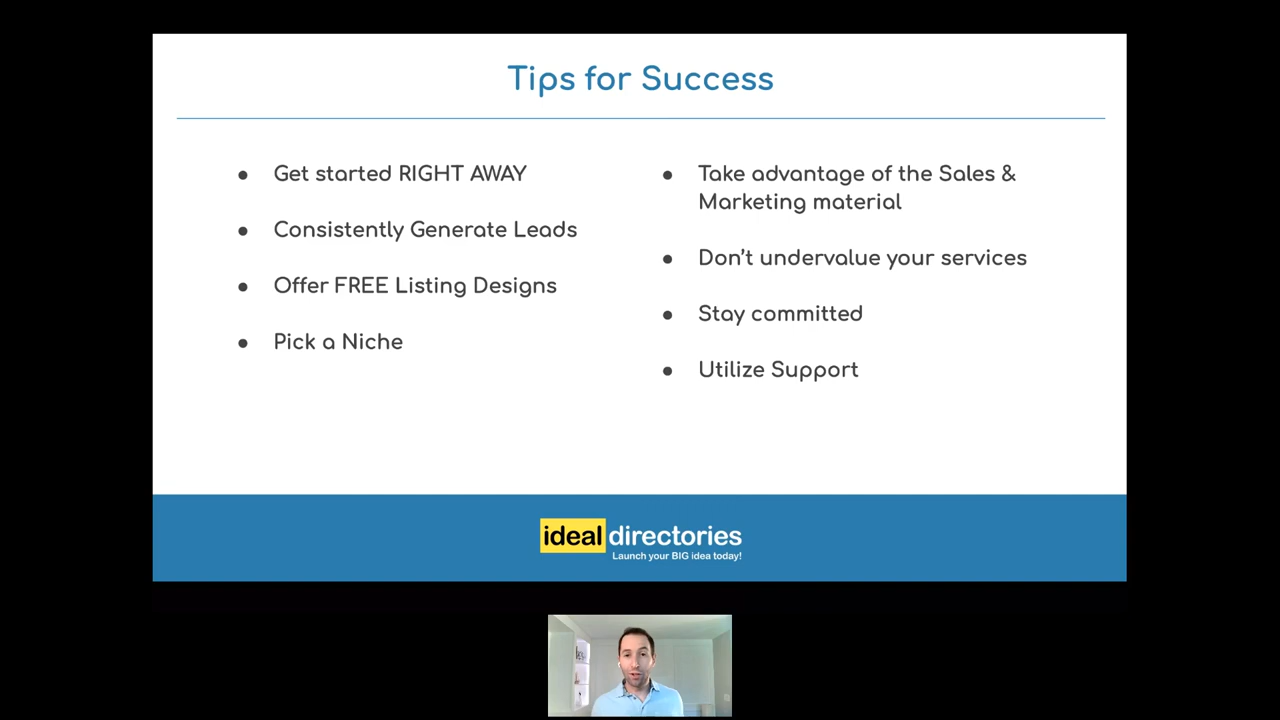 Tips for Success
● Get started RIGHT AWAY
● Consistently Generate Leads
● Offer FREE Listing Designs
● Pick a Niche
● Take advantage of the Sales &
Marketing material
● Don't undervalue your services
● Stay committed
● Utilize Support
ideal directories
Launch your BIG idea today!